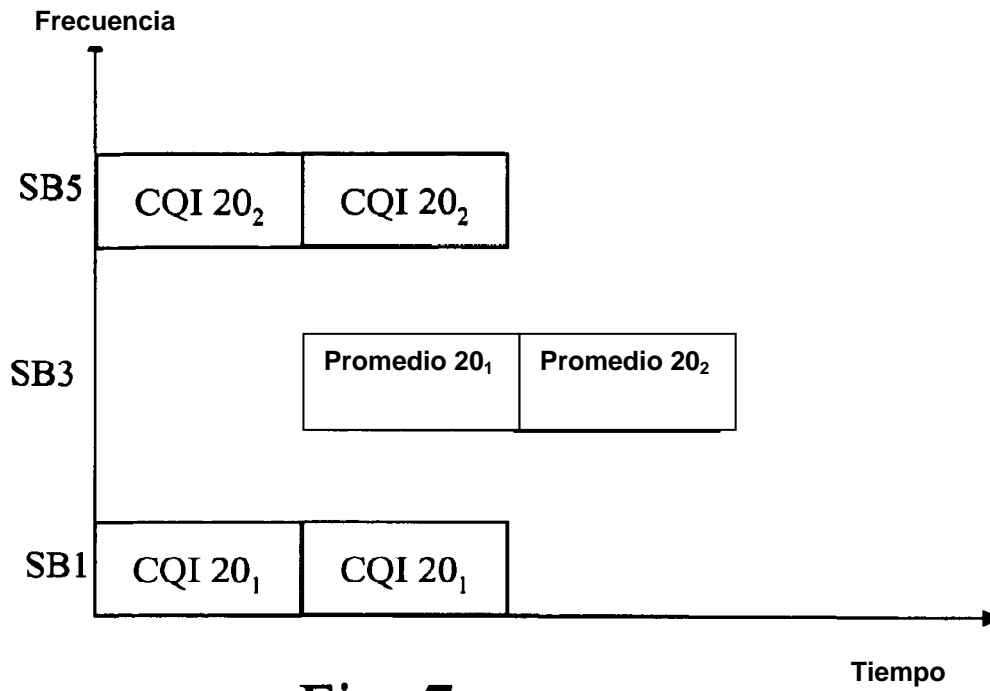 Frecuencia
SB5
CQI 20₂
CQI 20₂
SB3
Promedio 20₁
Promedio 20₂
SB1
CQI 20₁
CQI 20₁
Tiempo